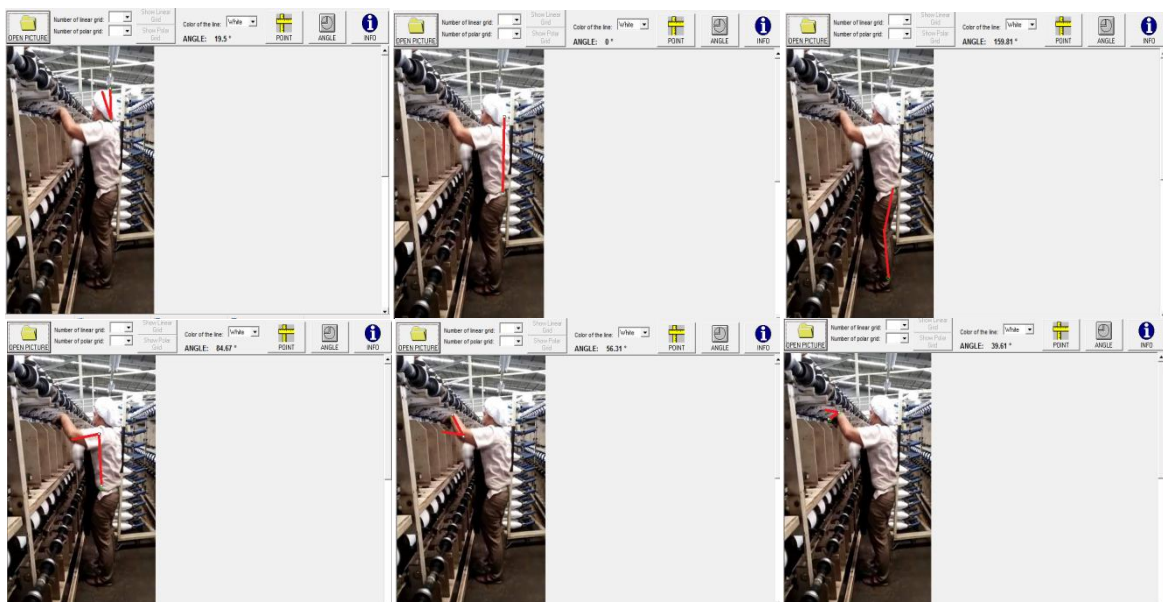 Number of linear grid:
Show Linear Grid
Color of the line: White
OPEN PICTURE
Number of polar grid:
Show Polar Grid
ANGLE: 19.5 °
POINT
ANGLE
INFO
Number of linear grid:
Show Linear Grid
Color of the line: White
OPEN PICTURE
Number of polar grid:
Show Polar Grid
ANGLE: 0 °
POINT
ANGLE
INFO
Number of linear grid:
Show Linear Grid
Color of the line: White
OPEN PICTURE
Number of polar grid:
Show Polar Grid
ANGLE: 159.81 °
POINT
ANGLE
INFO
Number of linear grid:
Show Linear Grid
Color of the line: White
OPEN PICTURE
Number of polar grid:
Show Polar Grid
ANGLE: 84.67 °
POINT
ANGLE
INFO
Number of linear grid:
Show Linear Grid
Color of the line: White
OPEN PICTURE
Number of polar grid:
Show Polar Grid
ANGLE: 56.31 °
POINT
ANGLE
INFO
Number of linear grid:
Show Linear Grid
Color of the line: White
OPEN PICTURE
Number of polar grid:
Show Polar Grid
ANGLE: 39.61 °
POINT
ANGLE
INFO